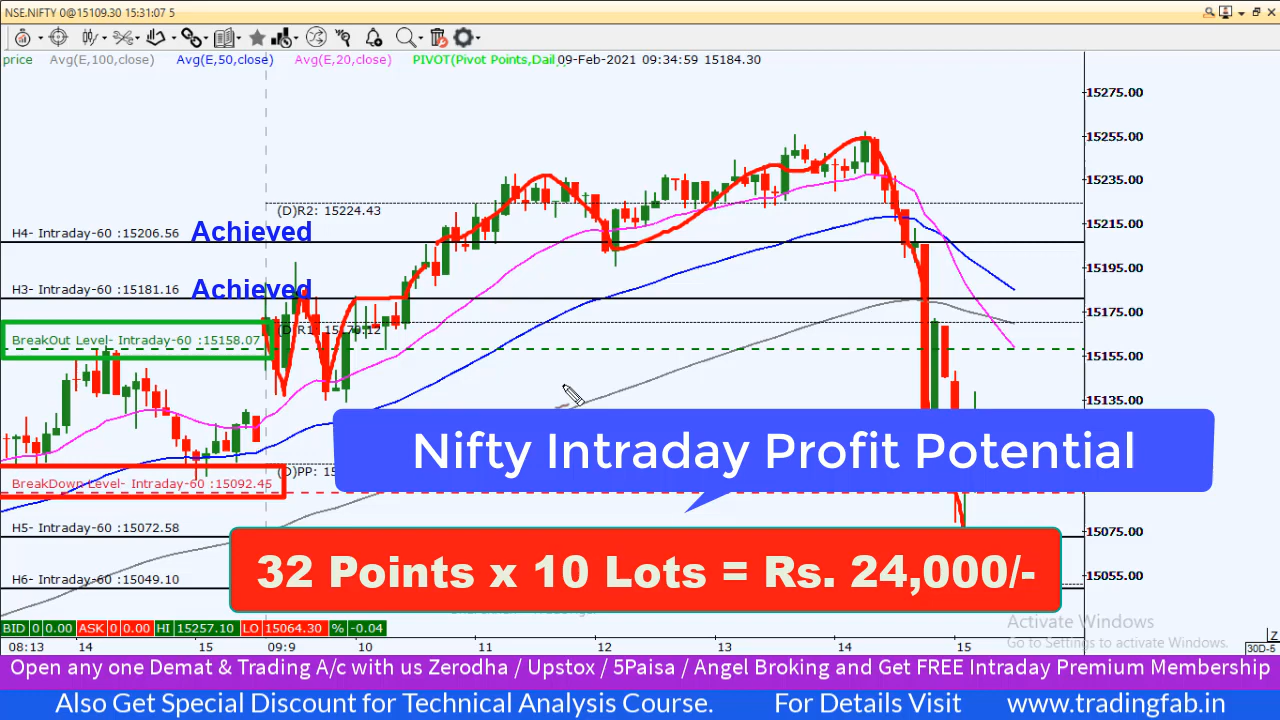 NSE.NIFTY 0@15109.30 15:31:07 5
price Avg(E,100,close) Avg(E,50,close) Avg(E,20,close) PIVOT(Pivot Points,Dail 09-Feb-2021 09:34:59 15184.30
15275.00
15255.00
15235.00
(D)R2: 15224.43
15215.00
H4- Intraday-60 :15206.56 Achieved
15195.00
H3- Intraday-60 :15181.16 Achieved
15175.00
(D)R1:
BreakOut Level- Intraday-60 :15158.07
15155.00
15135.00
Nifty Intraday Profit Potential
(D)PP: 15
BreakDown Level- Intraday-60 :15092.45
H5- Intraday-60 :15072.58
15075.00
32 Points x 10 Lots = Rs. 24,000/-
H6- Intraday-60 :15049.10
15055.00
Activate Windows
Go to Settings to activate Windows.
BID 0 0.00 ASK 0 0.00 HI 15257.10 LO 15064.30 % -0.04
Z
08:13 14 15 09:9 10 11 12 13 14 15 30D-5
Open any one Demat & Trading A/c with us Zerodha / Upstox / 5Paisa / Angel Broking and Get FREE Intraday Premium Membership
Also Get Special Discount for Technical Analysis Course. For Details Visit www.tradingfab.in